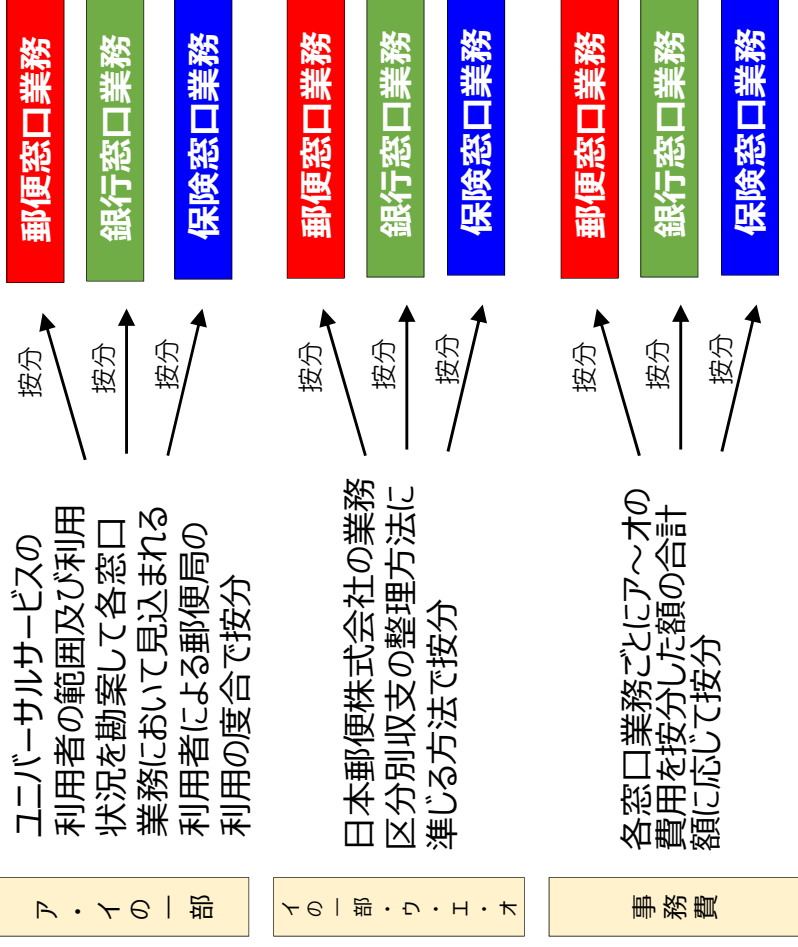 ア・イの一部
ユニバーサルサービスの
利用者の範囲及び利用
状況を勘案して各窓口
業務において見込まれる
利用者による郵便局の
利用の度合で按分
按分
按分
按分
郵便窓口業務
銀行窓口業務
保険窓口業務
イの一部・ウ・エ・オ
日本郵便株式会社の業務
区分別収支の整理方法に
準じる方法で按分
按分
按分
按分
郵便窓口業務
銀行窓口業務
保険窓口業務
事務費
各窓口業務ごとにア～オの
費用を按分した額の合計
額に応じて按分
按分
按分
按分
郵便窓口業務
銀行窓口業務
保険窓口業務